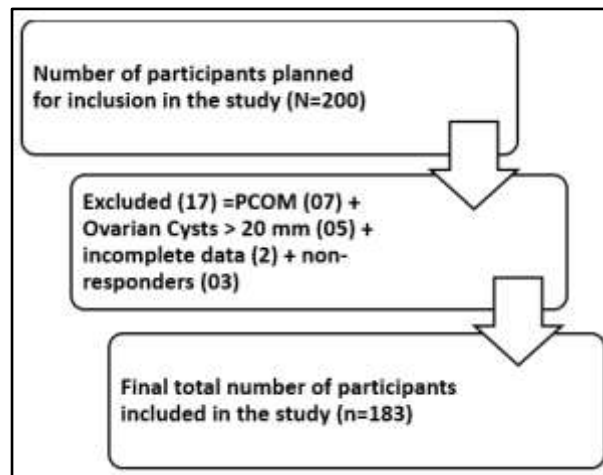 Number of participants planned
for inclusion in the study (N=200)
Excluded (17) =PCOM (07) +
Ovarian Cysts > 20 mm (05) +
incomplete data (2) + non-
responders (03)
Final total number of participants
included in the study (n=183)